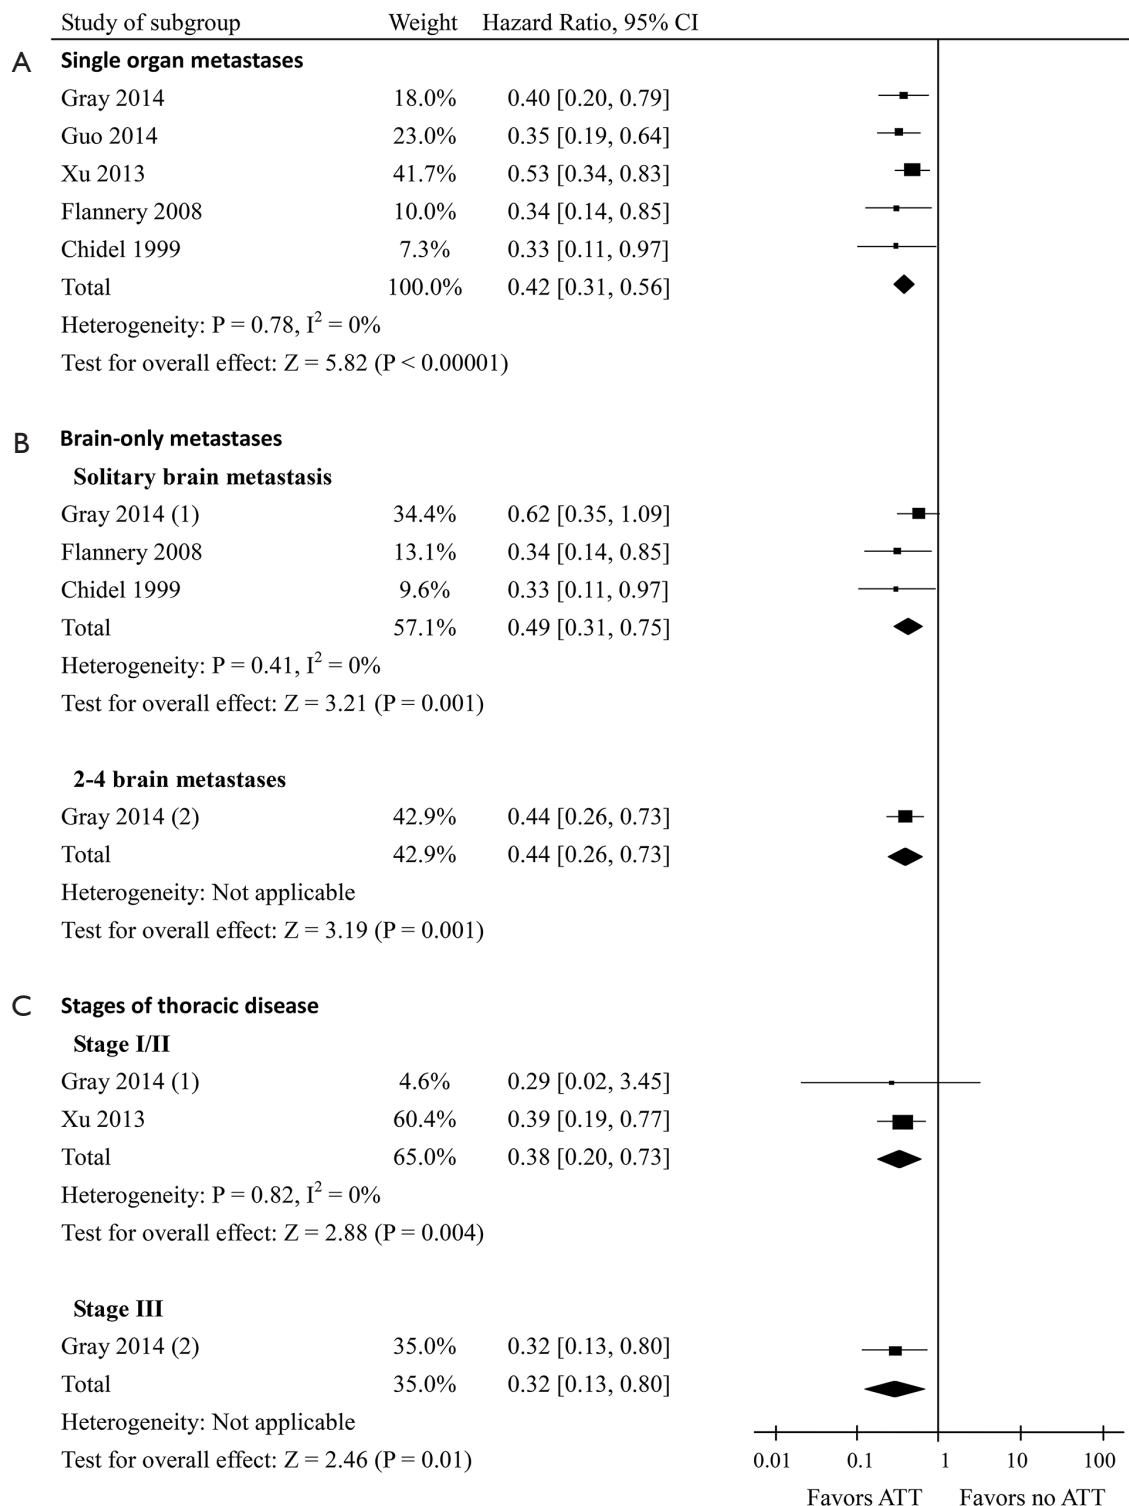 Study of subgroup Weight Hazard Ratio, 95% CI
A Single organ metastases
Gray 2014 18.0% 0.40 [0.20, 0.79]
Guo 2014 23.0% 0.35 [0.19, 0.64]
Xu 2013 41.7% 0.53 [0.34, 0.83]
Flannery 2008 10.0% 0.34 [0.14, 0.85]
Chidel 1999 7.3% 0.33 [0.11, 0.97]
Total 100.0% 0.42 [0.31, 0.56]
Heterogeneity: P = 0.78, I² = 0%
Test for overall effect: Z = 5.82 (P < 0.00001)
B Brain-only metastases
Solitary brain metastasis
Gray 2014 (1) 34.4% 0.62 [0.35, 1.09]
Flannery 2008 13.1% 0.34 [0.14, 0.85]
Chidel 1999 9.6% 0.33 [0.11, 0.97]
Total 57.1% 0.49 [0.31, 0.75]
Heterogeneity: P = 0.41, I² = 0%
Test for overall effect: Z = 3.21 (P = 0.001)
2-4 brain metastases
Gray 2014 (2) 42.9% 0.44 [0.26, 0.73]
Total 42.9% 0.44 [0.26, 0.73]
Heterogeneity: Not applicable
Test for overall effect: Z = 3.19 (P = 0.001)
C Stages of thoracic disease
Stage I/II
Gray 2014 (1) 4.6% 0.29 [0.02, 3.45]
Xu 2013 60.4% 0.39 [0.19, 0.77]
Total 65.0% 0.38 [0.20, 0.73]
Heterogeneity: P = 0.82, I² = 0%
Test for overall effect: Z = 2.88 (P = 0.004)
Stage III
Gray 2014 (2) 35.0% 0.32 [0.13, 0.80]
Total 35.0% 0.32 [0.13, 0.80]
Heterogeneity: Not applicable
Test for overall effect: Z = 2.46 (P = 0.01)
0.01 0.1 1 10 100
Favors ATT Favors no ATT